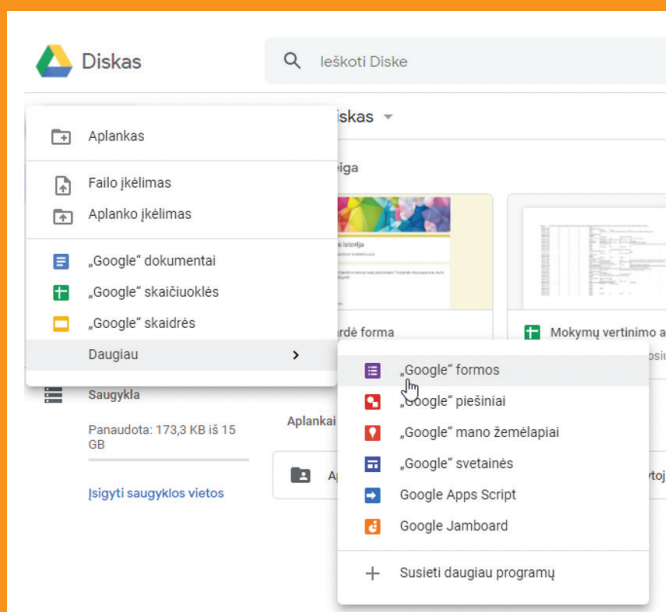 Diskas
Ieškoti Diske
iskas
Aplankas
Failo įkėlimas
Aplanko įkėlimas
„Google“ dokumentai
„Google“ skaičiuoklės
„Google“ skaidrės
Daugiau
eiga
rdė forma
Mokymų vertinimo a
Saugykla
Panaudota: 173,3 KB iš 15
GB
Įsigyti saugyklos vietos
Aplankai
„Google“ formos
„Google“ piešiniai
„Google“ mano žemėlapiai
„Google“ svetainės
Google Apps Script
Google Jamboard
Susieti daugiau programų